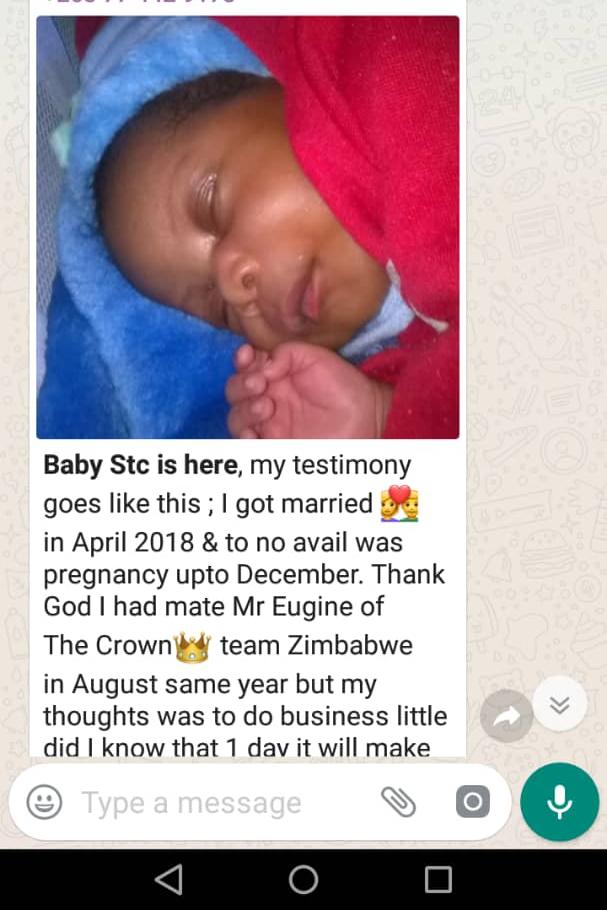 Baby Stc is here, my testimony
goes like this ; I got married 💑
in April 2018 & to no avail was
pregnancy upto December. Thank
God I had mate Mr Eugine of
The Crown👑 team Zimbabwe
in August same year but my
thoughts was to do business little
did I know that 1 day it will make
Type a message